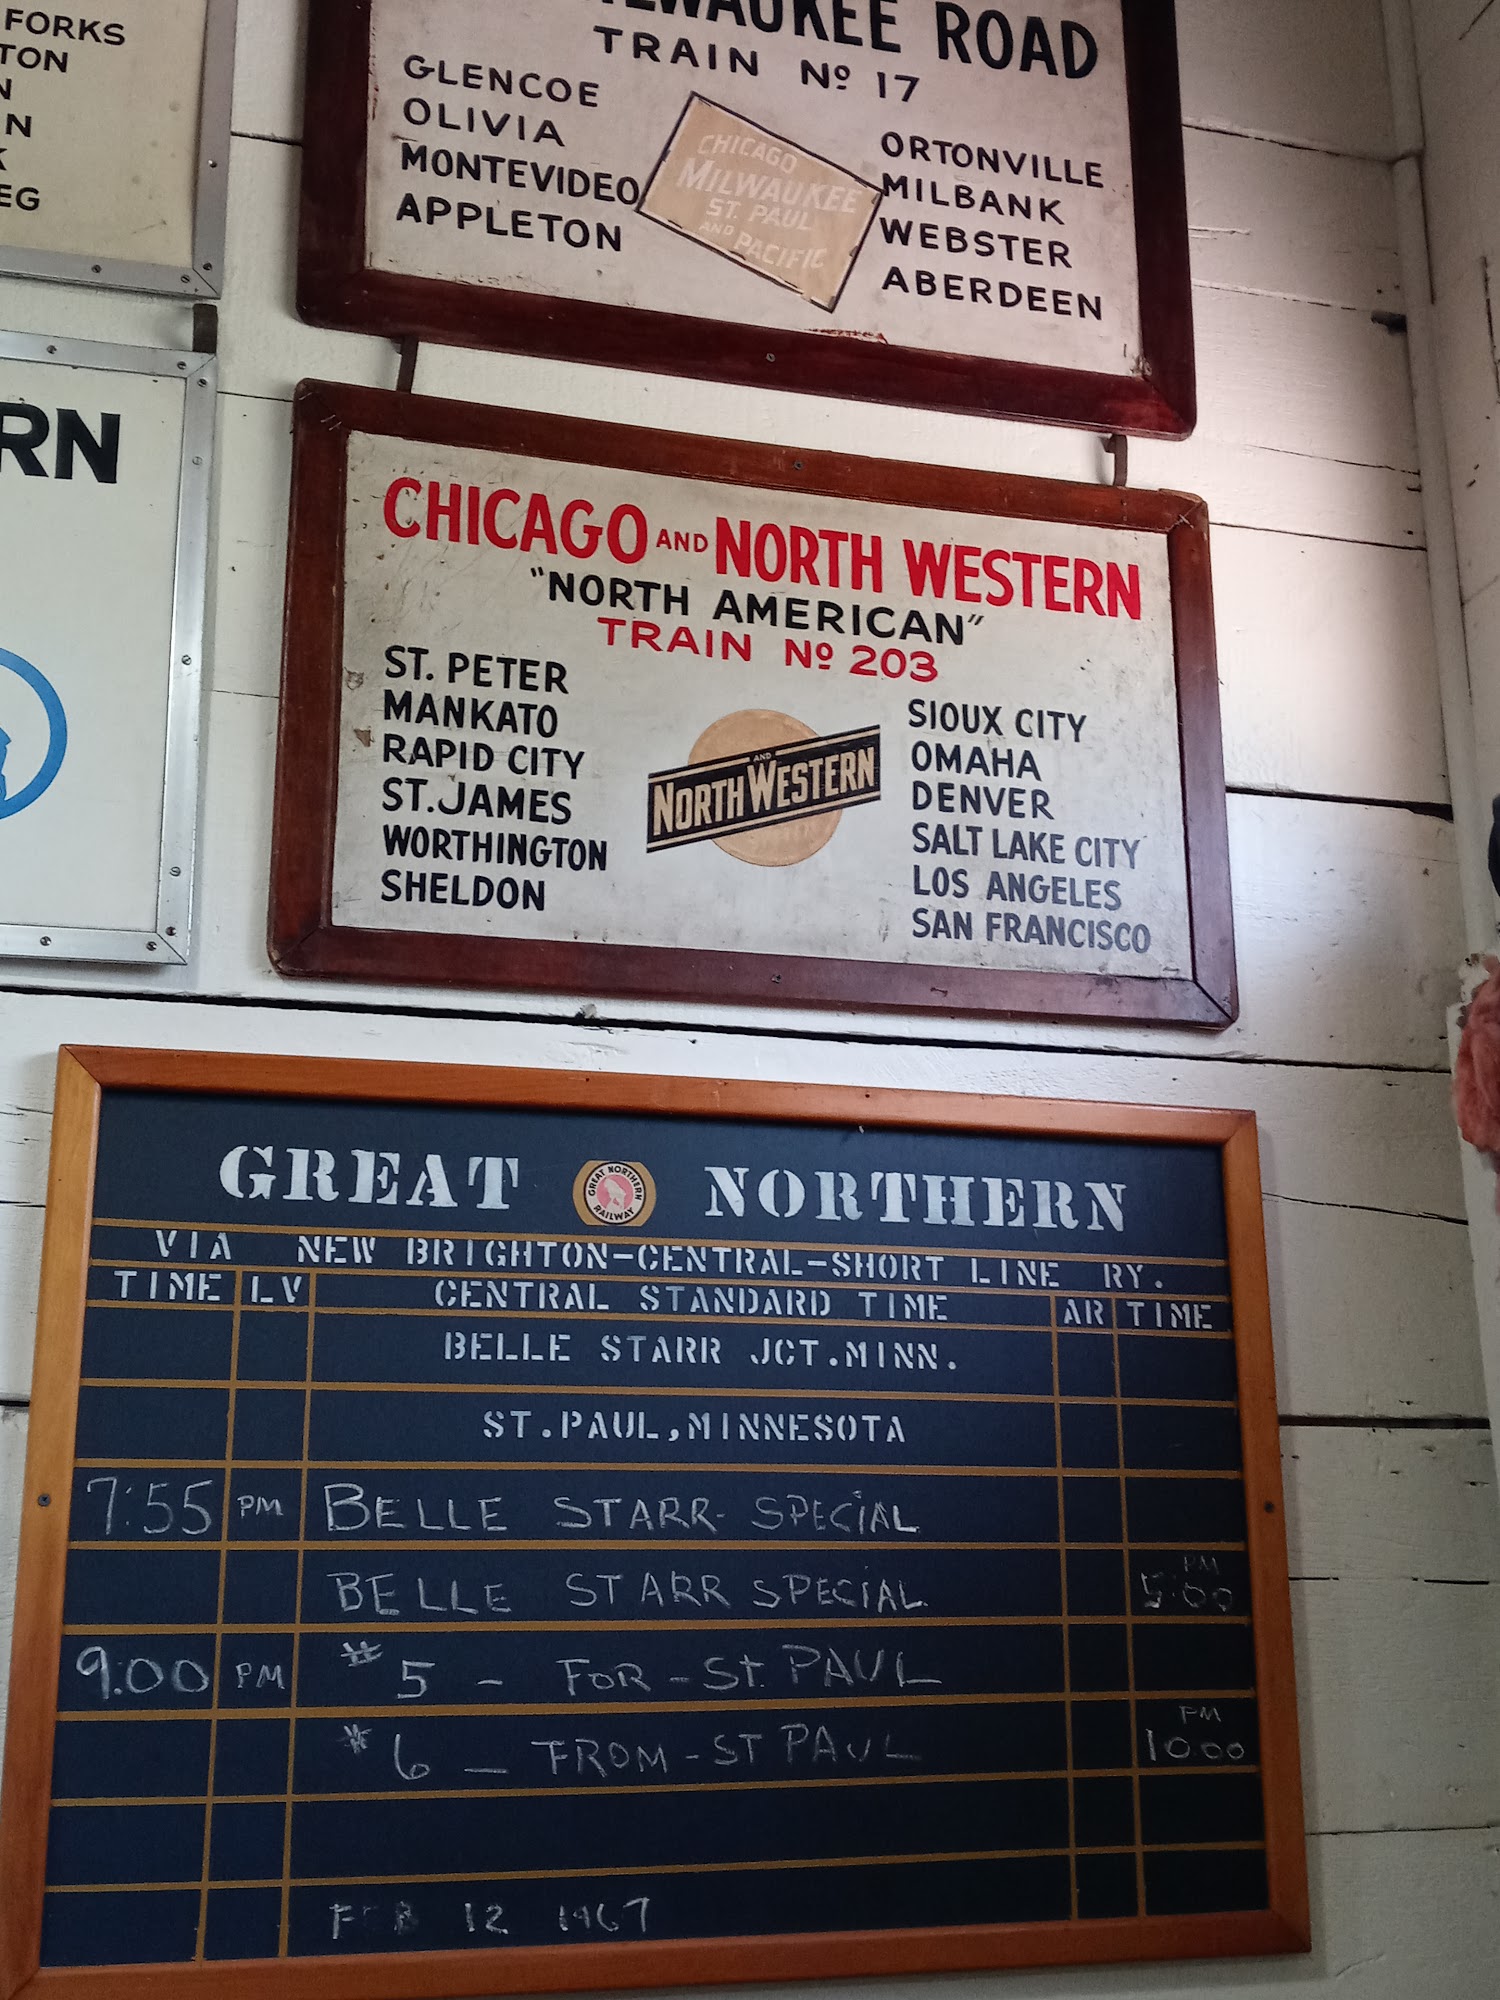 FORKS
TON
N
N
K
EG
RN
MILWAUKEE ROAD
TRAIN Nº 17
GLENCOE
OLIVIA
MONTEVIDEO
APPLETON
CHICAGO
MILWAUKEE
ST. PAUL
AND
PACIFIC
ORTONVILLE
MILBANK
WEBSTER
ABERDEEN
CHICAGO AND NORTH WESTERN
"NORTH AMERICAN"
TRAIN Nº 203
ST. PETER
MANKATO
RAPID CITY
ST. JAMES
WORTHINGTON
SHELDON
AND
NORTH WESTERN
SIOUX CITY
OMAHA
DENVER
SALT LAKE CITY
LOS ANGELES
SAN FRANCISCO
GREAT NORTHERN
GREAT NORTHERN
RAILWAY
VIA NEW BRIGHTON-CENTRAL-SHORT LINE RY.
TIME LV CENTRAL STANDARD TIME AR TIME
BELLE STARR JCT. MINN.
ST. PAUL, MINNESOTA
7:55 PM BELLE STARR SPECIAL
BELLE STARR SPECIAL PM 5:00
9:00 PM #5 - FOR - ST. PAUL
#6 - FROM - ST PAUL PM 10:00
FEB 12 1967